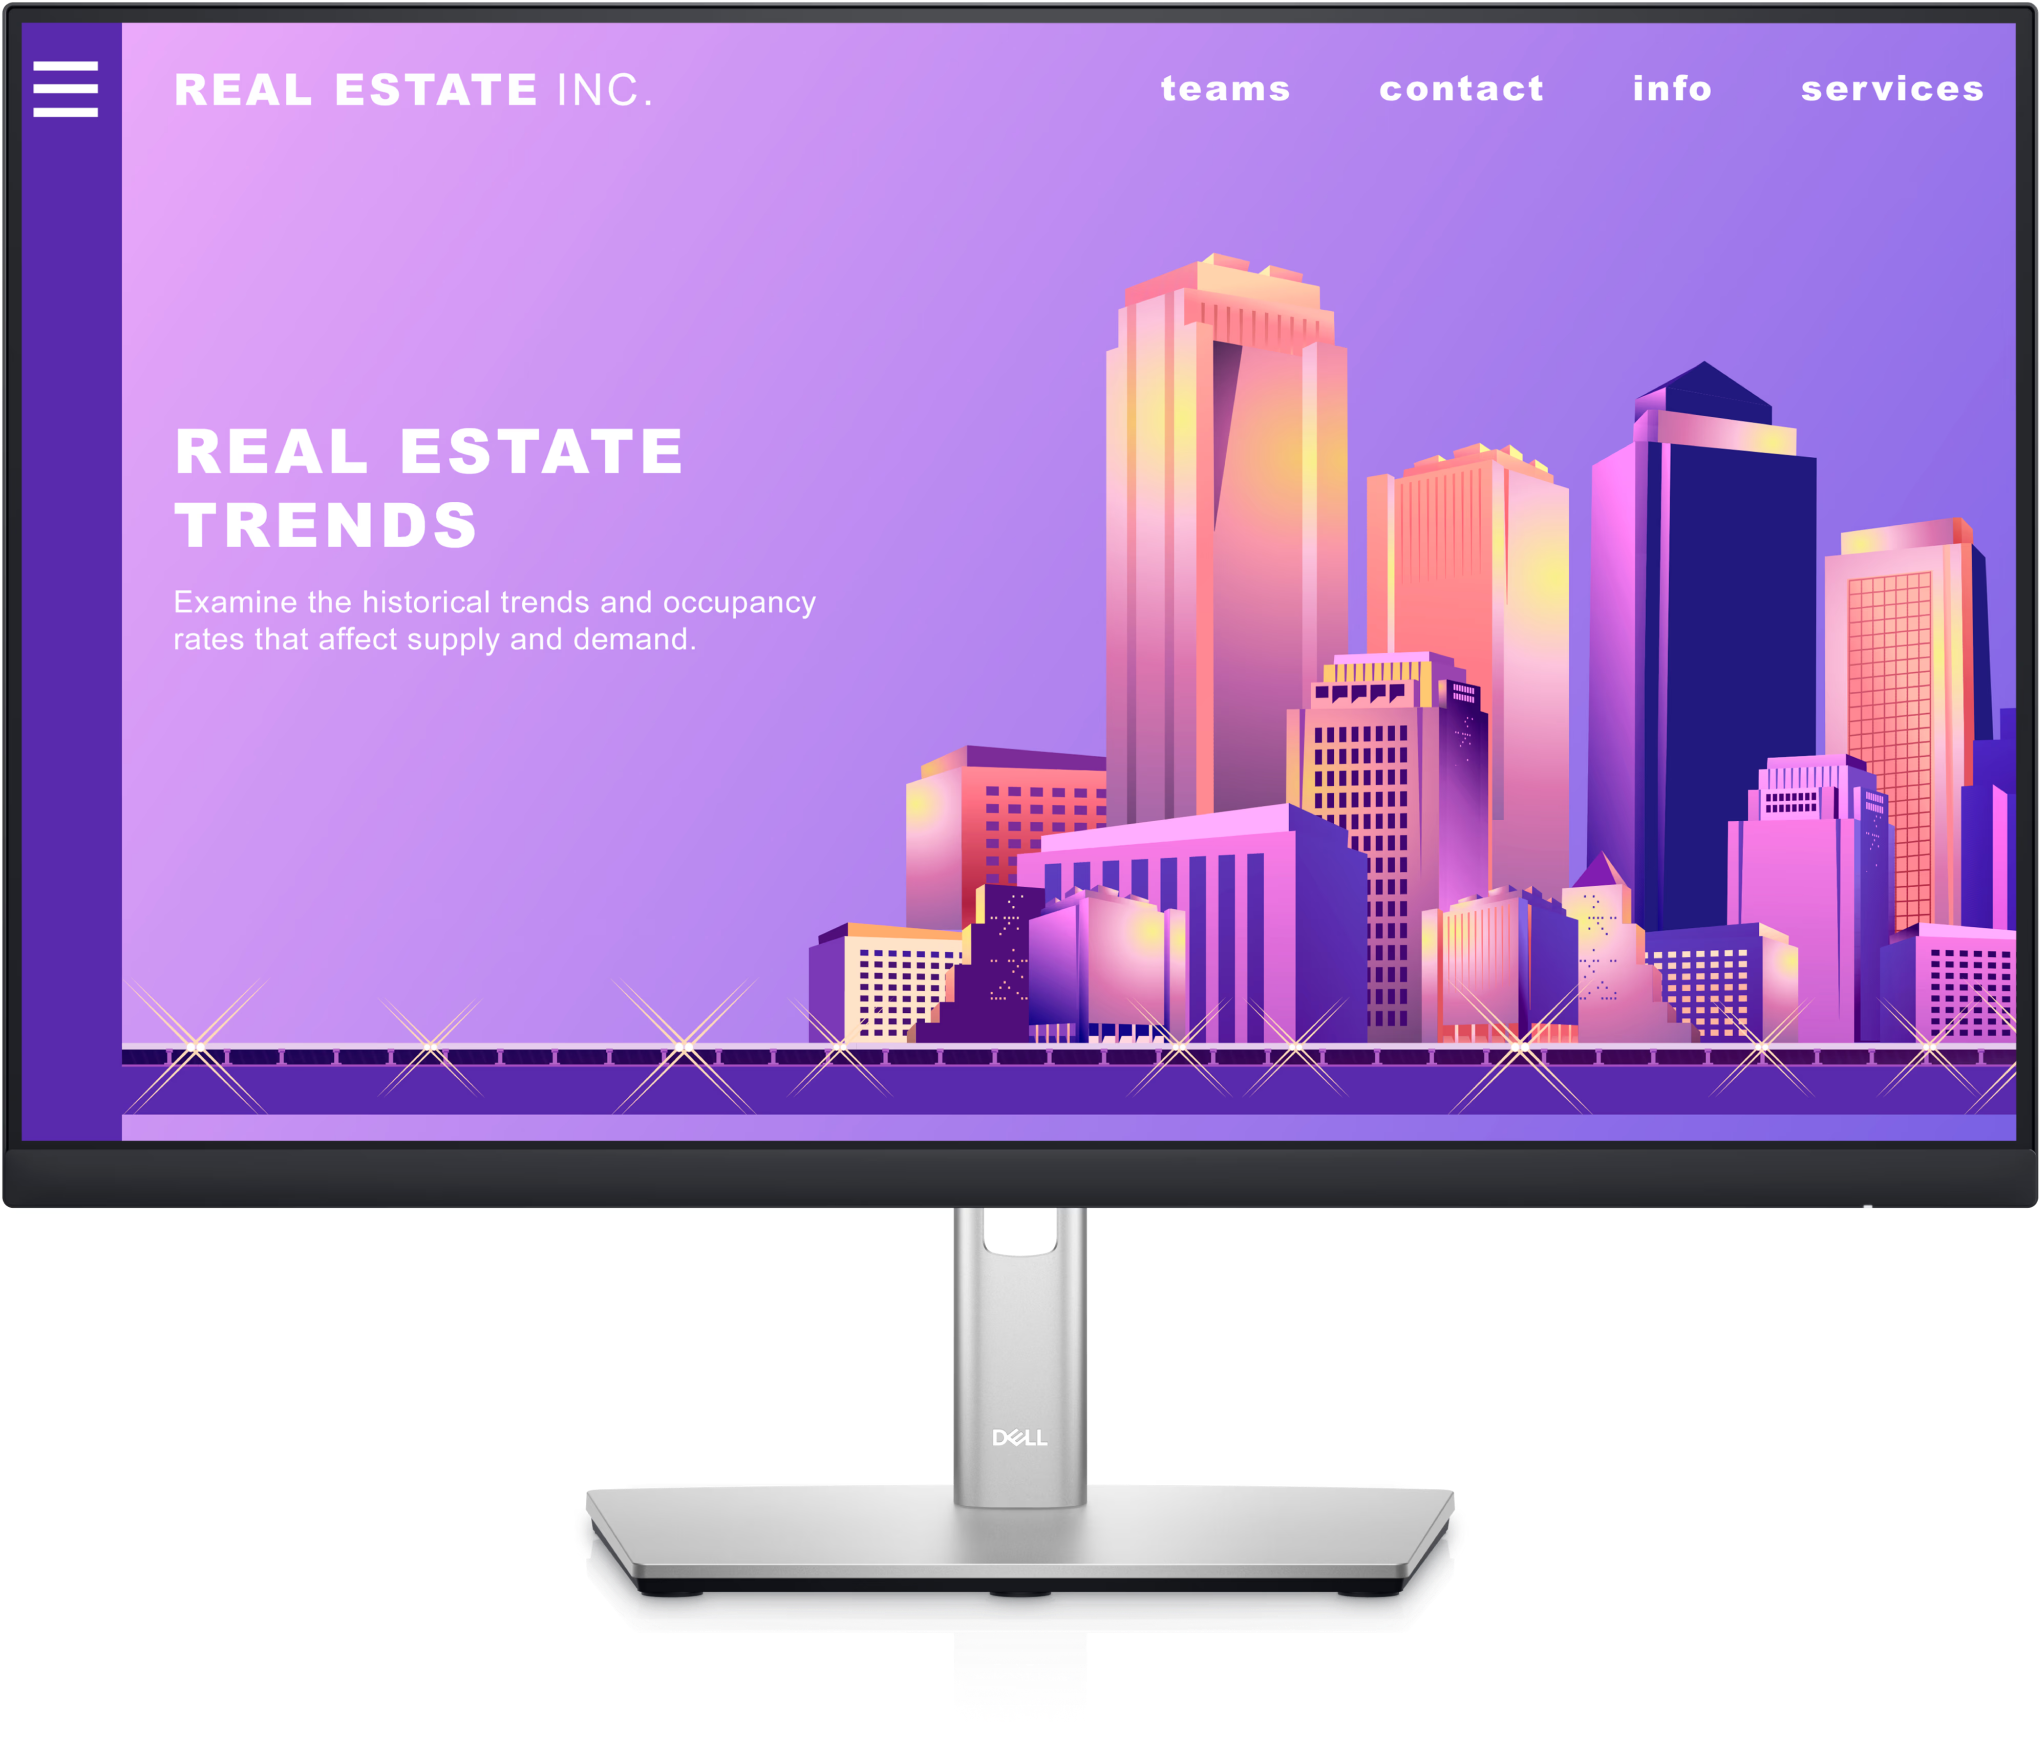 REAL ESTATE INC.
teams contact info services
REAL ESTATE
TRENDS
Examine the historical trends and occupancy
rates that affect supply and demand.
DELL